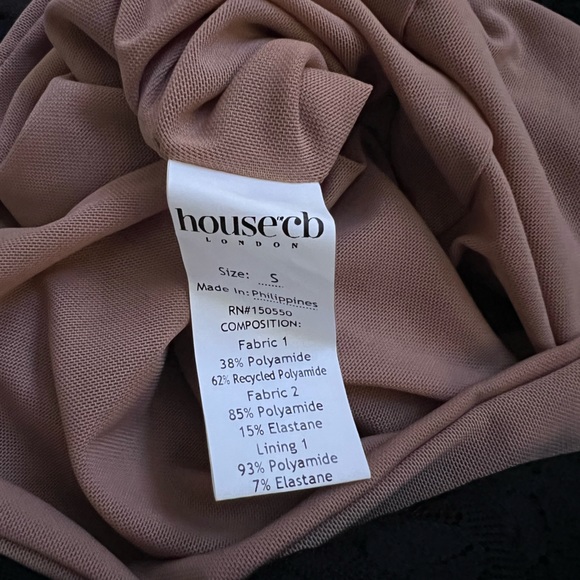 house of cb
LONDON
Size: S
Made in: Philippines
RN#150550
COMPOSITION:
Fabric 1
38% Polyamide
62% Recycled Polyamide
Fabric 2
85% Polyamide
15% Elastane
Lining 1
93% Polyamide
7% Elastane